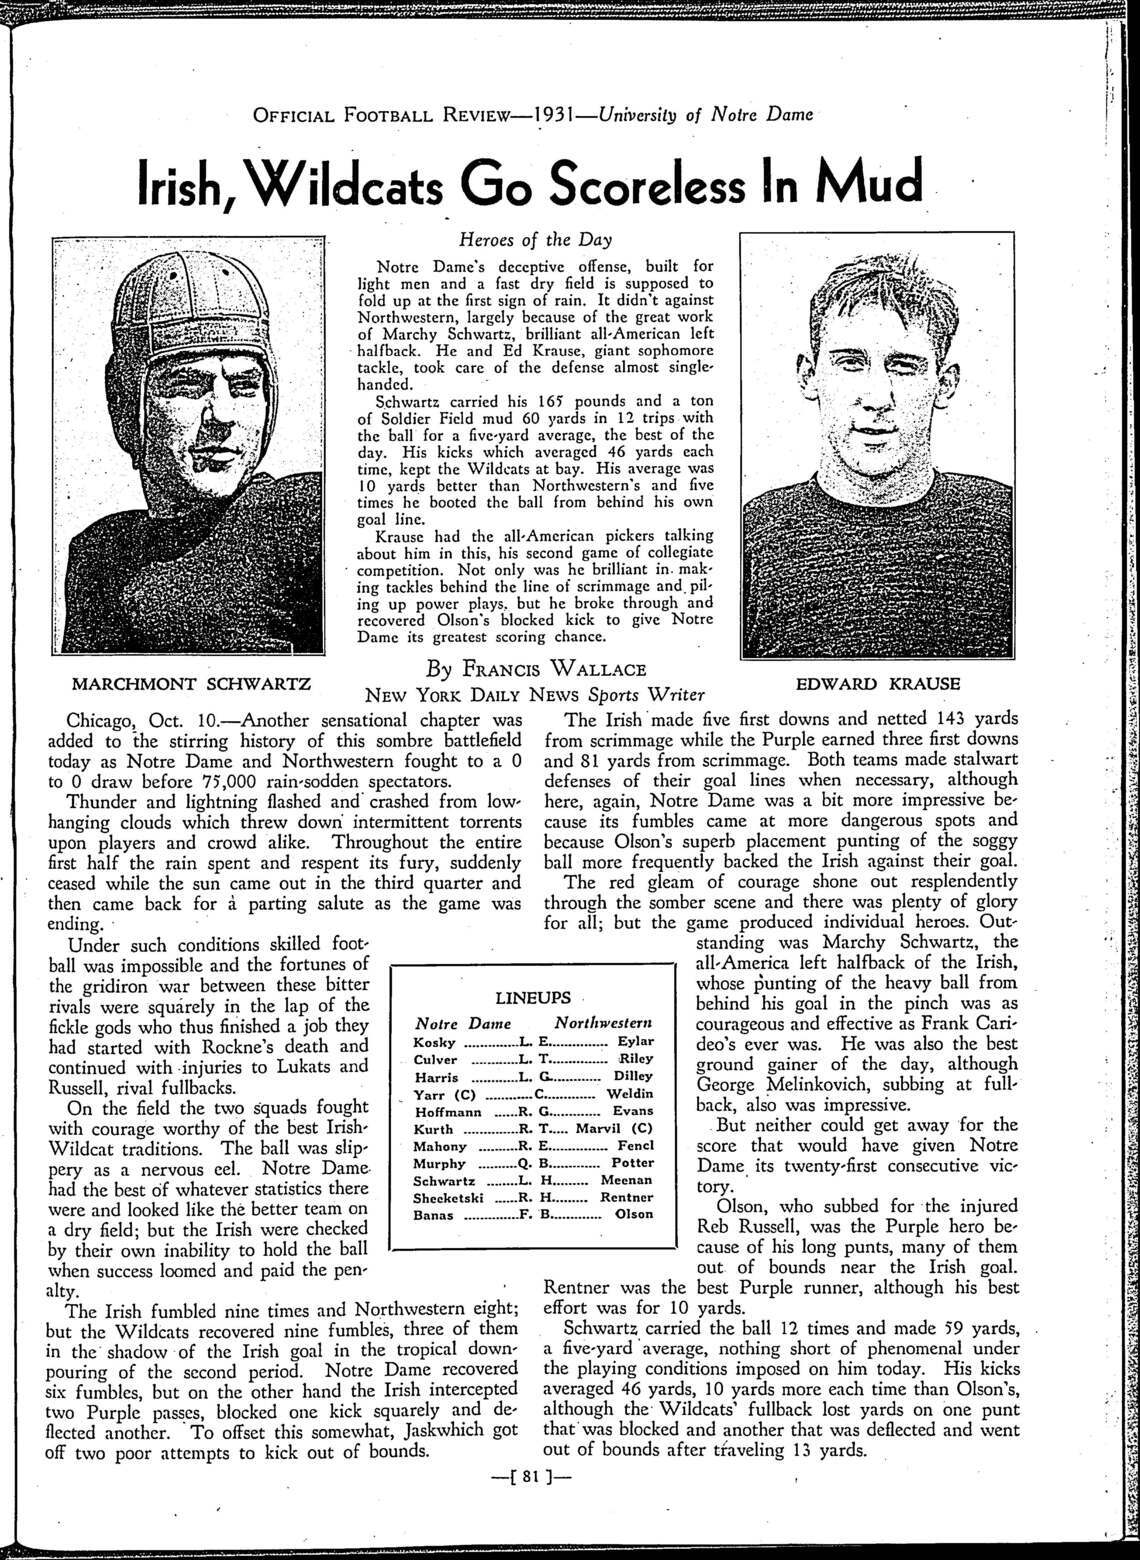 OFFICIAL FOOTBALL REVIEW—1931—University of Notre Dame
Irish, Wildcats Go Scoreless In Mud
Heroes of the Day
Notre Dame's deceptive offense, built for
light men and a fast dry field is supposed to
fold up at the first sign of rain. It didn't against
Northwestern, largely because of the great work
of Marchy Schwartz, brilliant all-American left
halfback. He and Ed Krause, giant sophomore
tackle, took care of the defense almost single-
handed.
Schwartz carried his 165 pounds and a ton
of Soldier Field mud 60 yards in 12 trips with
the ball for a five-yard average, the best of the
day. His kicks which averaged 46 yards each
time, kept the Wildcats at bay. His average was
10 yards better than Northwestern's and five
times he booted the ball from behind his own
goal line.
Krause had the all-American pickers talking
about him in this, his second game of collegiate
competition. Not only was he brilliant in mak-
ing tackles behind the line of scrimmage and pil-
ing up power plays, but he broke through and
recovered Olson's blocked kick to give Notre
Dame its greatest scoring chance.
MARCHMONT SCHWARTZ
EDWARD KRAUSE
By FRANCIS WALLACE
NEW YORK DAILY NEWS Sports Writer
Chicago, Oct. 10.—Another sensational chapter was
added to the stirring history of this sombre battlefield
today as Notre Dame and Northwestern fought to a 0
to 0 draw before 75,000 rain-sodden spectators.
Thunder and lightning flashed and crashed from low-
hanging clouds which threw down intermittent torrents
upon players and crowd alike. Throughout the entire
first half the rain spent and respent its fury, suddenly
ceased while the sun came out in the third quarter and
then came back for a parting salute as the game was
ending.
Under such conditions skilled foot-
ball was impossible and the fortunes of
the gridiron war between these bitter
rivals were squarely in the lap of the
fickle gods who thus finished a job they
had started with Rockne's death and
continued with injuries to Lukats and
Russell, rival fullbacks.
On the field the two squads fought
with courage worthy of the best Irish-
Wildcat traditions. The ball was slip-
pery as a nervous eel. Notre Dame
had the best of whatever statistics there
were and looked like the better team on
a dry field; but the Irish were checked
by their own inability to hold the ball
when success loomed and paid the pen-
alty.
The Irish fumbled nine times and Northwestern eight;
but the Wildcats recovered nine fumbles, three of them
in the shadow of the Irish goal in the tropical down-
pouring of the second period. Notre Dame recovered
six fumbles, but on the other hand the Irish intercepted
two Purple passes, blocked one kick squarely and de-
flected another. To offset this somewhat, Jaskwhich got
off two poor attempts to kick out of bounds.
LINEUPS
Notre Dame Northwestern
Kosky .............L. E.............. Eylar
Culver ...........L. T.............. Riley
Harris ...........L. G............ Dilley
Yarr (C) ...........C............ Weldin
Hoffmann ......R. G............ Evans
Kurth .............R. T..... Marvil (C)
Mahony .........R. E.............. Fencl
Murphy .........Q. B............ Potter
Schwartz ........L. H......... Meenan
Sheeketski ......R. H......... Rentner
Banas .............F. B............ Olson
The Irish made five first downs and netted 143 yards
from scrimmage while the Purple earned three first downs
and 81 yards from scrimmage. Both teams made stalwart
defenses of their goal lines when necessary, although
here, again, Notre Dame was a bit more impressive be-
cause its fumbles came at more dangerous spots and
because Olson's superb placement punting of the soggy
ball more frequently backed the Irish against their goal.
The red gleam of courage shone out resplendently
through the somber scene and there was plenty of glory
for all; but the game produced individual heroes. Out-
standing was Marchy Schwartz, the
all-America left halfback of the Irish,
whose punting of the heavy ball from
behind his goal in the pinch was as
courageous and effective as Frank Cari-
deo's ever was. He was also the best
ground gainer of the day, although
George Melinkovich, subbing at full-
back, also was impressive.
But neither could get away for the
score that would have given Notre
Dame its twenty-first consecutive vic-
tory.
Olson, who subbed for the injured
Reb Russell, was the Purple hero be-
cause of his long punts, many of them
out of bounds near the Irish goal.
Rentner was the best Purple runner, although his best
effort was for 10 yards.
Schwartz carried the ball 12 times and made 59 yards,
a five-yard average, nothing short of phenomenal under
the playing conditions imposed on him today. His kicks
averaged 46 yards, 10 yards more each time than Olson's,
although the Wildcats' fullback lost yards on one punt
that was blocked and another that was deflected and went
out of bounds after traveling 13 yards.
—[ 81 ]—